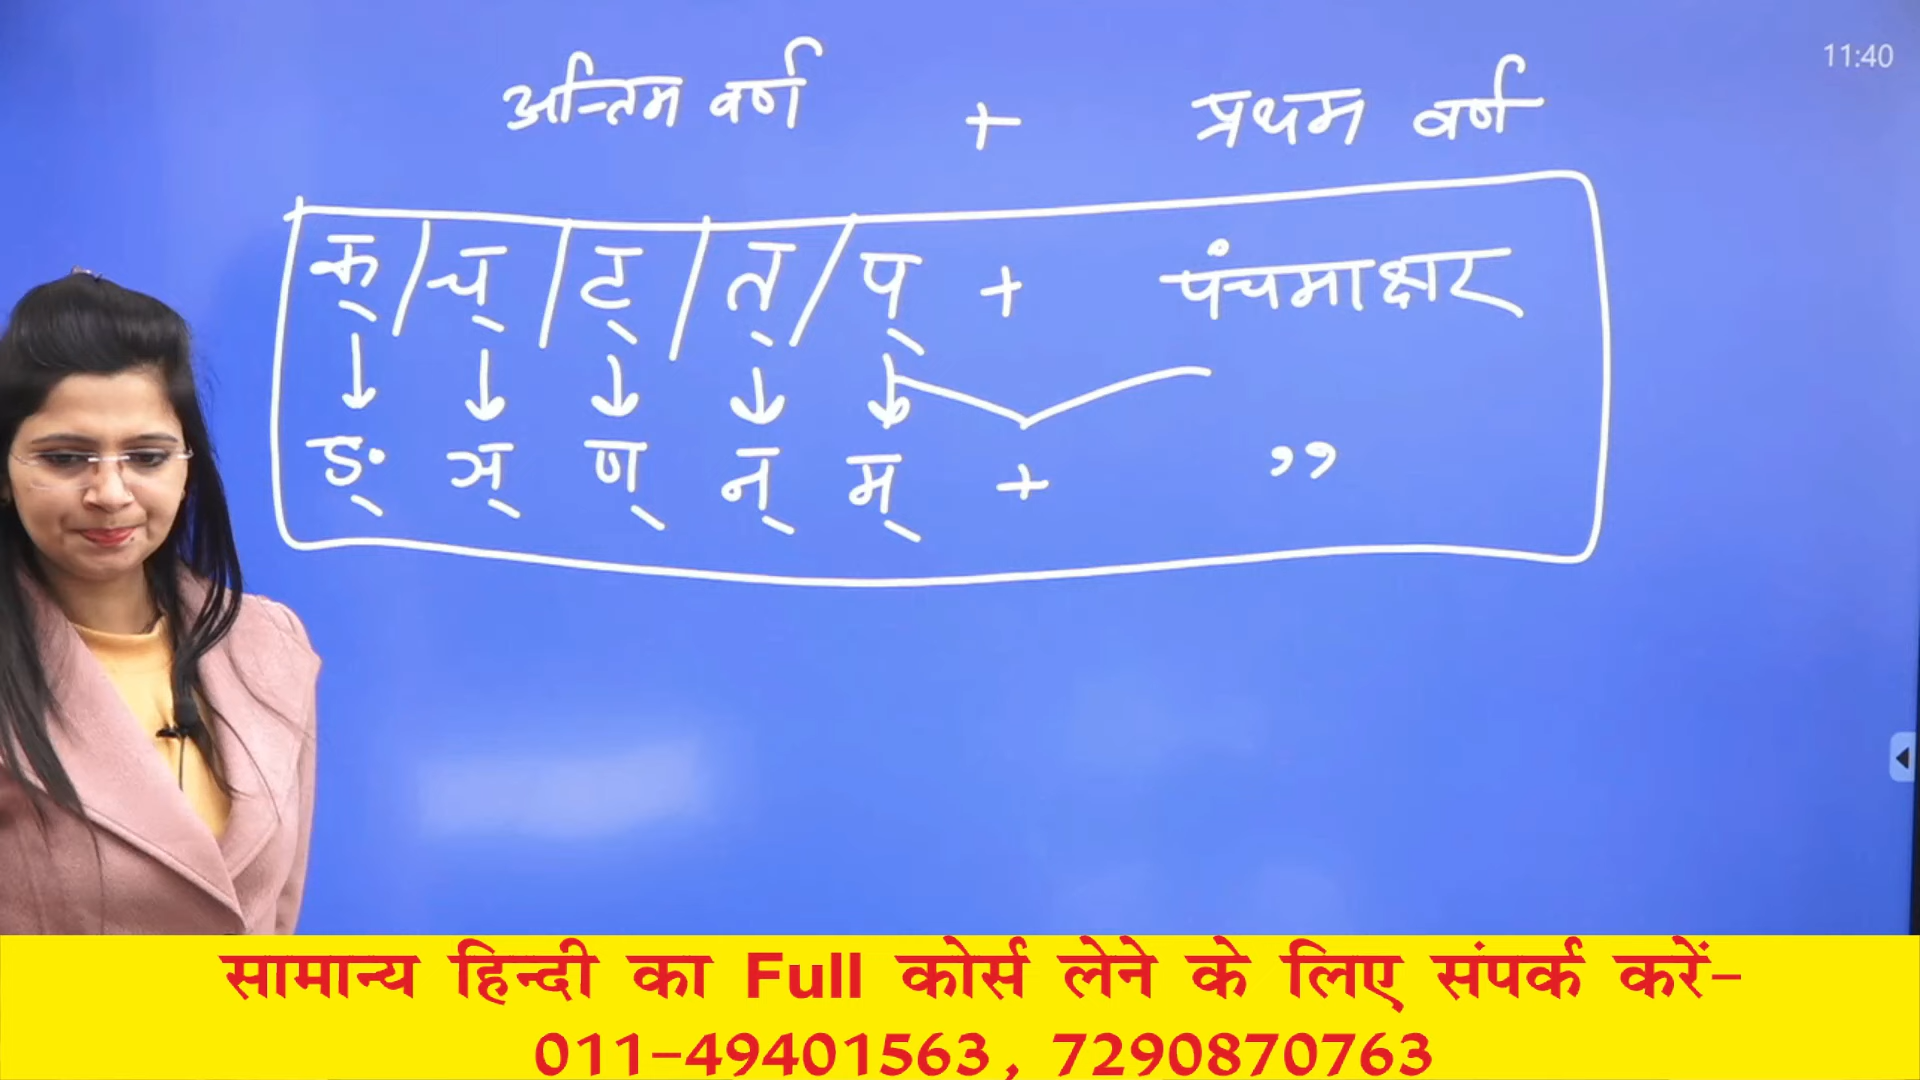 11:40
अन्तिम वर्ण + प्रथम वर्ण
क् / च् / ट् / त् / प् + पंचमाक्षर
ङ् ञ् ण् न् म् + ,,
सामान्य हिन्दी का Full कोर्स लेने के लिए संपर्क करें-
011-49401563, 7290870763